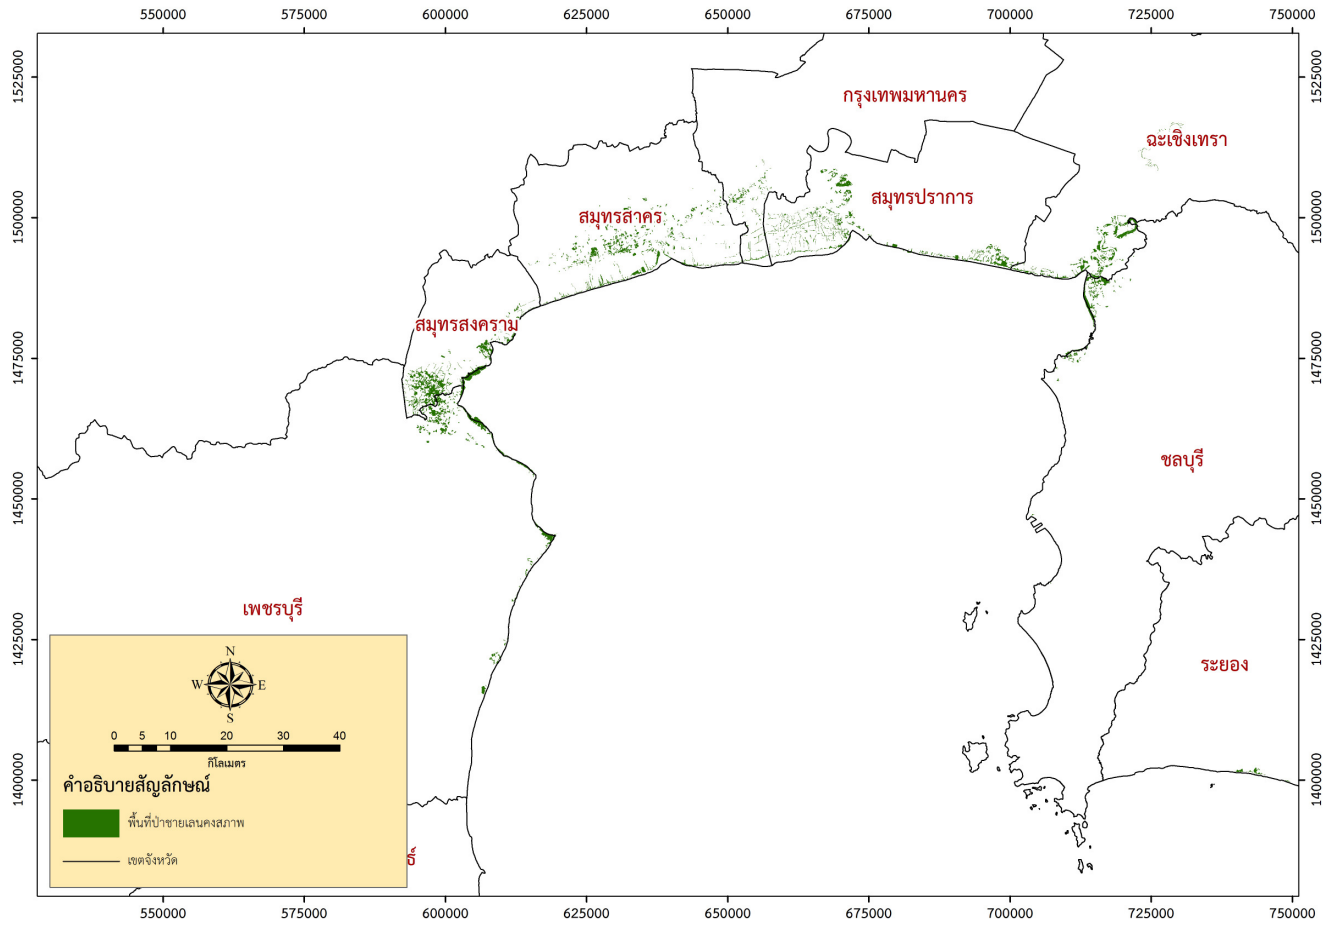 550000 575000 600000 625000 650000 675000 700000 725000 750000
1525000 1525000
กรุงเทพมหานคร
ฉะเชิงเทรา
สมุทรปราการ
สมุทรสาคร
1500000 1500000
สมุทรสงคราม
1475000 1475000
ชลบุรี
1450000 1450000
เพชรบุรี
1425000 1425000
ระยอง
N
W E
S
0 5 10 20 30 40
กิโลเมตร
1400000 1400000
คำอธิบายสัญลักษณ์
พื้นที่ป่าชายเลนคงสภาพ
เขตจังหวัด
ธ์
550000 575000 600000 625000 650000 675000 700000 725000 750000